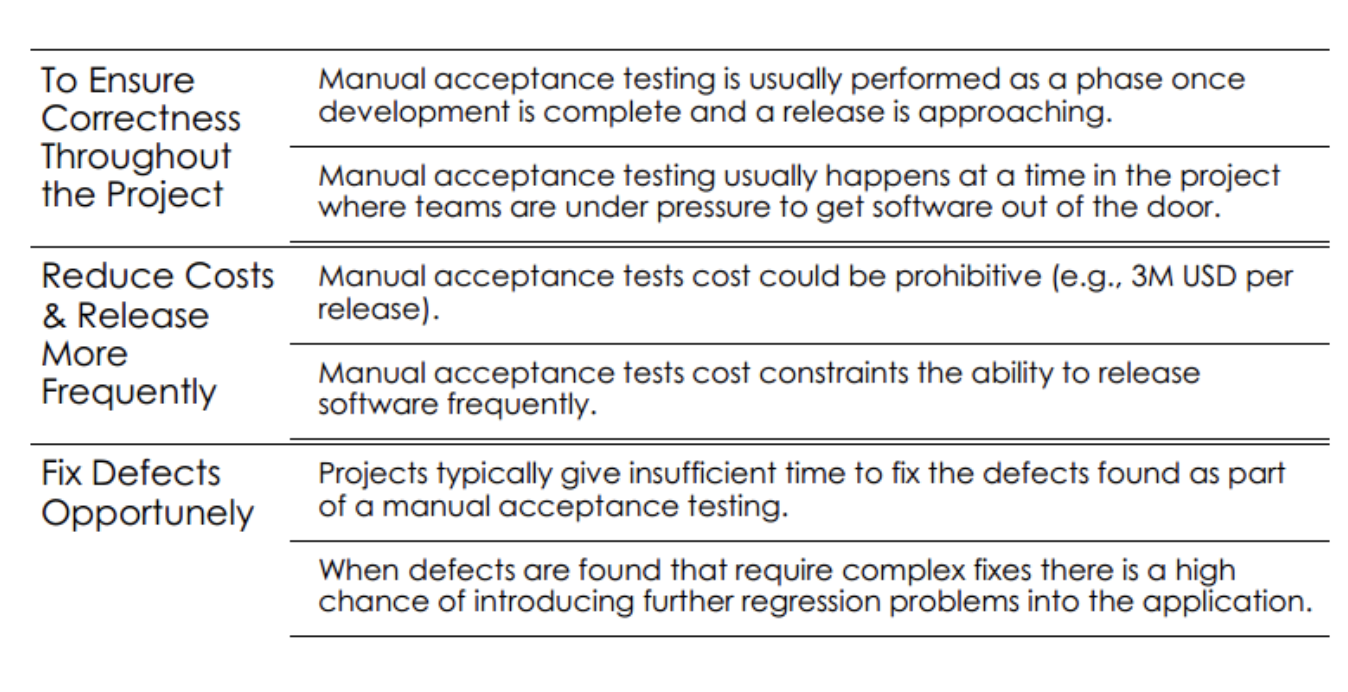 To Ensure
Correctness
Throughout
the Project
Manual acceptance testing is usually performed as a phase once
development is complete and a release is approaching.
Manual acceptance testing usually happens at a time in the project
where teams are under pressure to get software out of the door.
Reduce Costs
& Release
More
Frequently
Manual acceptance tests cost could be prohibitive (e.g., 3M USD per
release).
Manual acceptance tests cost constraints the ability to release
software frequently.
Fix Defects
Opportunely
Projects typically give insufficient time to fix the defects found as part
of a manual acceptance testing.
When defects are found that require complex fixes there is a high
chance of introducing further regression problems into the application.